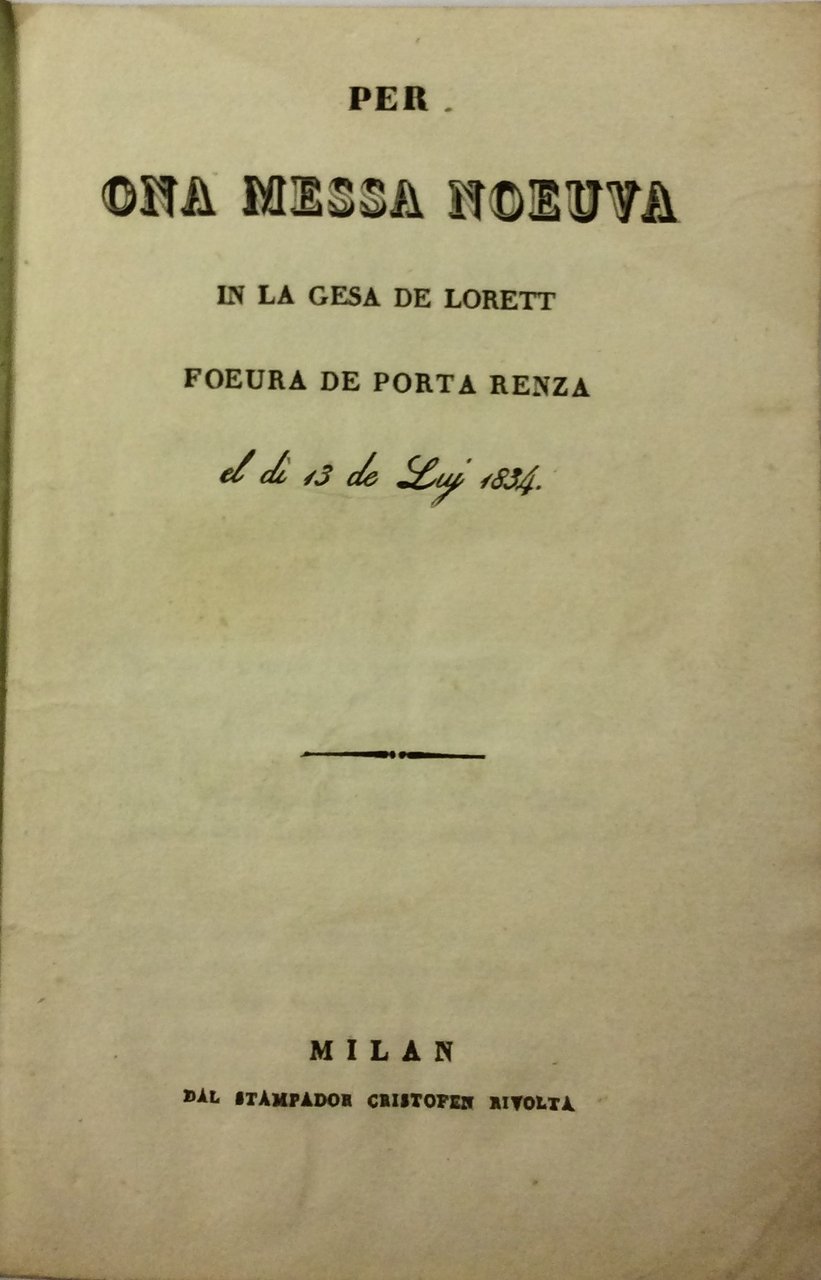 PER
ONA MESSA NOEUVA
IN LA GESA DE LORETT
FOEURA DE PORTA RENZA
el dì 13 de Luj 1834.
MILAN
DAL STAMPADOR CRISTOFEN RIVOLTA